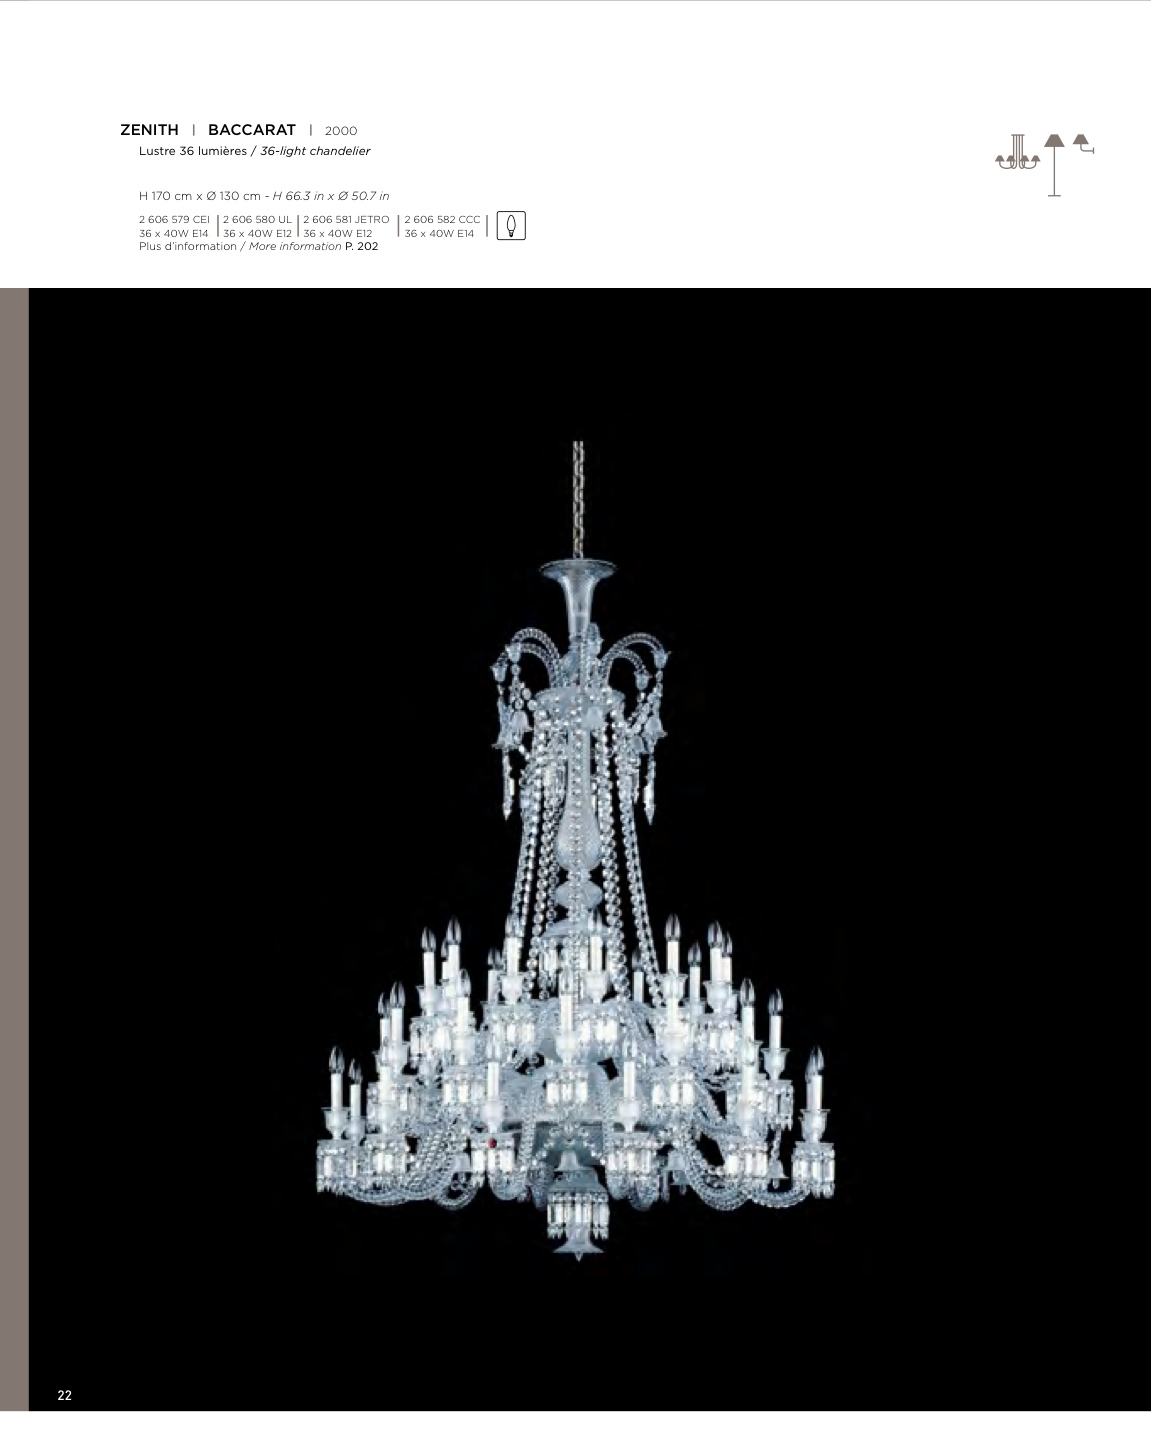 ZENITH | BACCARAT | 2000
Lustre 36 lumières / 36-light chandelier
H 170 cm x Ø 130 cm - H 66.3 in x Ø 50.7 in
2 606 579 CEI | 2 606 580 UL | 2 606 581 JETRO | 2 606 582 CCC |
36 x 40W E14 | 36 x 40W E12 | 36 x 40W E12 | 36 x 40W E14 |
Plus d'information / More information P. 202
22